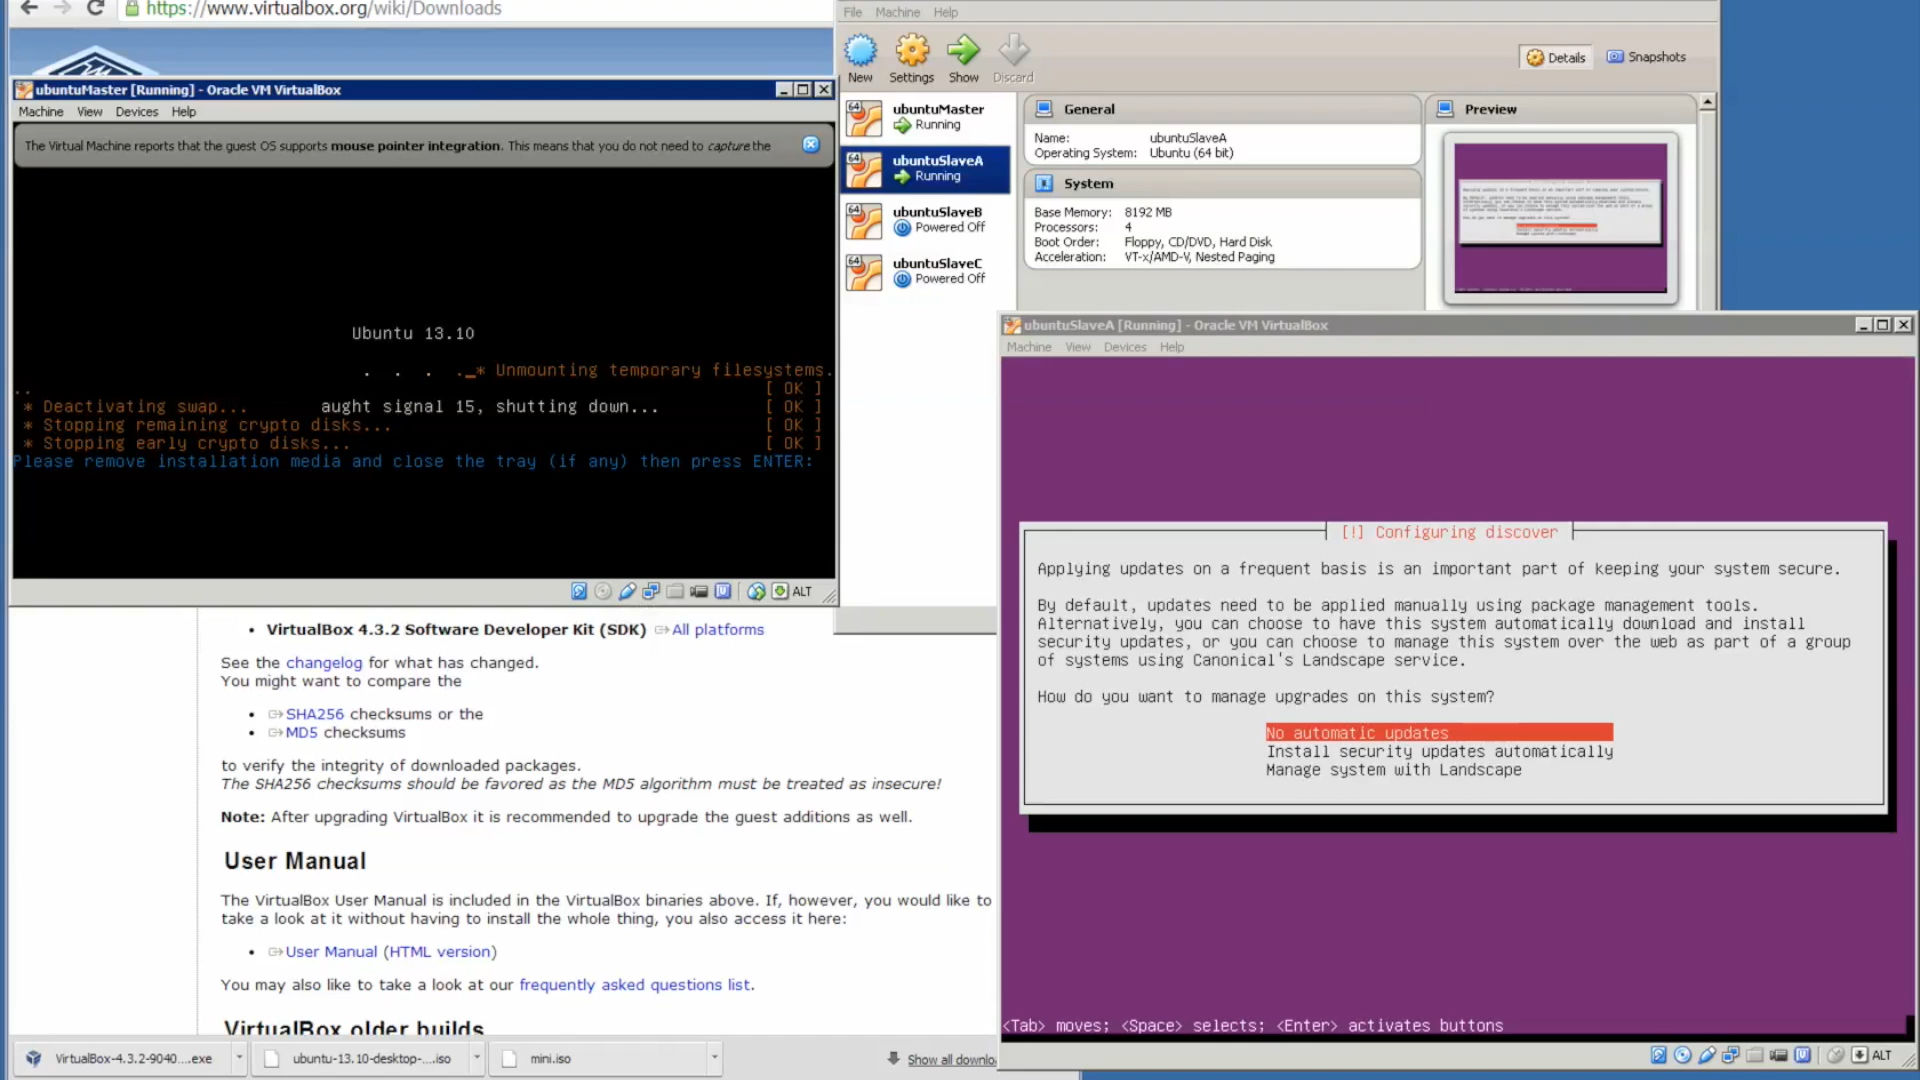 https://www.virtualbox.org/wiki/Downloads
ubuntuMaster [Running] - Oracle VM VirtualBox
Machine View Devices Help
The Virtual Machine reports that the guest OS supports mouse pointer integration. This means that you do not need to capture the
Ubuntu 13.10
. . . ._* Unmounting temporary filesystems.
.. [ OK ]
* Deactivating swap... aught signal 15, shutting down... [ OK ]
* Stopping remaining crypto disks... [ OK ]
* Stopping early crypto disks... [ OK ]
Please remove installation media and close the tray (if any) then press ENTER:
ALT
VirtualBox 4.3.2 Software Developer Kit (SDK) All platforms
See the changelog for what has changed.
You might want to compare the
SHA256 checksums or the
MD5 checksums
to verify the integrity of downloaded packages.
The SHA256 checksums should be favored as the MD5 algorithm must be treated as insecure!
Note: After upgrading VirtualBox it is recommended to upgrade the guest additions as well.
User Manual
The VirtualBox User Manual is included in the VirtualBox binaries above. If, however, you would like to
take a look at it without having to install the whole thing, you also access it here:
User Manual (HTML version)
You may also like to take a look at our frequently asked questions list.
VirtualBox older builds
VirtualBox-4.3.2-9040....exe
ubuntu-13.10-desktop-....iso
mini.iso
Show all downlo
File Machine Help
New Settings Show Discard
Details Snapshots
64 ubuntuMaster
Running
64 ubuntuSlaveA
Running
64 ubuntuSlaveB
Powered Off
64 ubuntuSlaveC
Powered Off
General
Name: ubuntuSlaveA
Operating System: Ubuntu (64 bit)
System
Base Memory: 8192 MB
Processors: 4
Boot Order: Floppy, CD/DVD, Hard Disk
Acceleration: VT-x/AMD-V, Nested Paging
Preview
ubuntuSlaveA [Running] - Oracle VM VirtualBox
Machine View Devices Help
[!] Configuring discover
Applying updates on a frequent basis is an important part of keeping your system secure.
By default, updates need to be applied manually using package management tools.
Alternatively, you can choose to have this system automatically download and install
security updates, or you can choose to manage this system over the web as part of a group
of systems using Canonical's Landscape service.
How do you want to manage upgrades on this system?
No automatic updates
Install security updates automatically
Manage system with Landscape
<Tab> moves; <Space> selects; <Enter> activates buttons
ALT